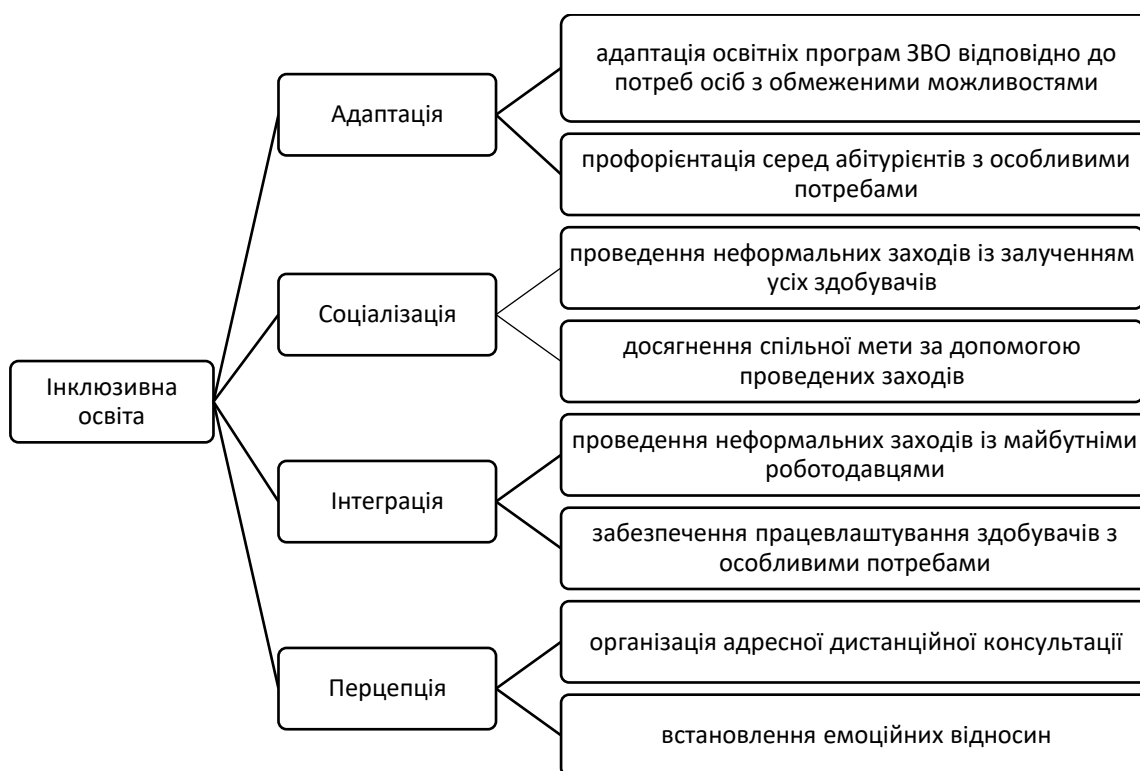 Інклюзивна
освіта
Адаптація
адаптація освітніх програм ЗВО відповідно до
потреб осіб з обмеженими можливостями
профорієнтація серед абітурієнтів з особливими
потребами
Соціалізація
проведення неформальних заходів із залученням
усіх здобувачів
досягнення спільної мети за допомогою
проведених заходів
Інтеграція
проведення неформальних заходів із майбутніми
роботодавцями
забезпечення працевлаштування здобувачів з
особливими потребами
Перцепція
організація адресної дистанційної консультації
встановлення емоційних відносин